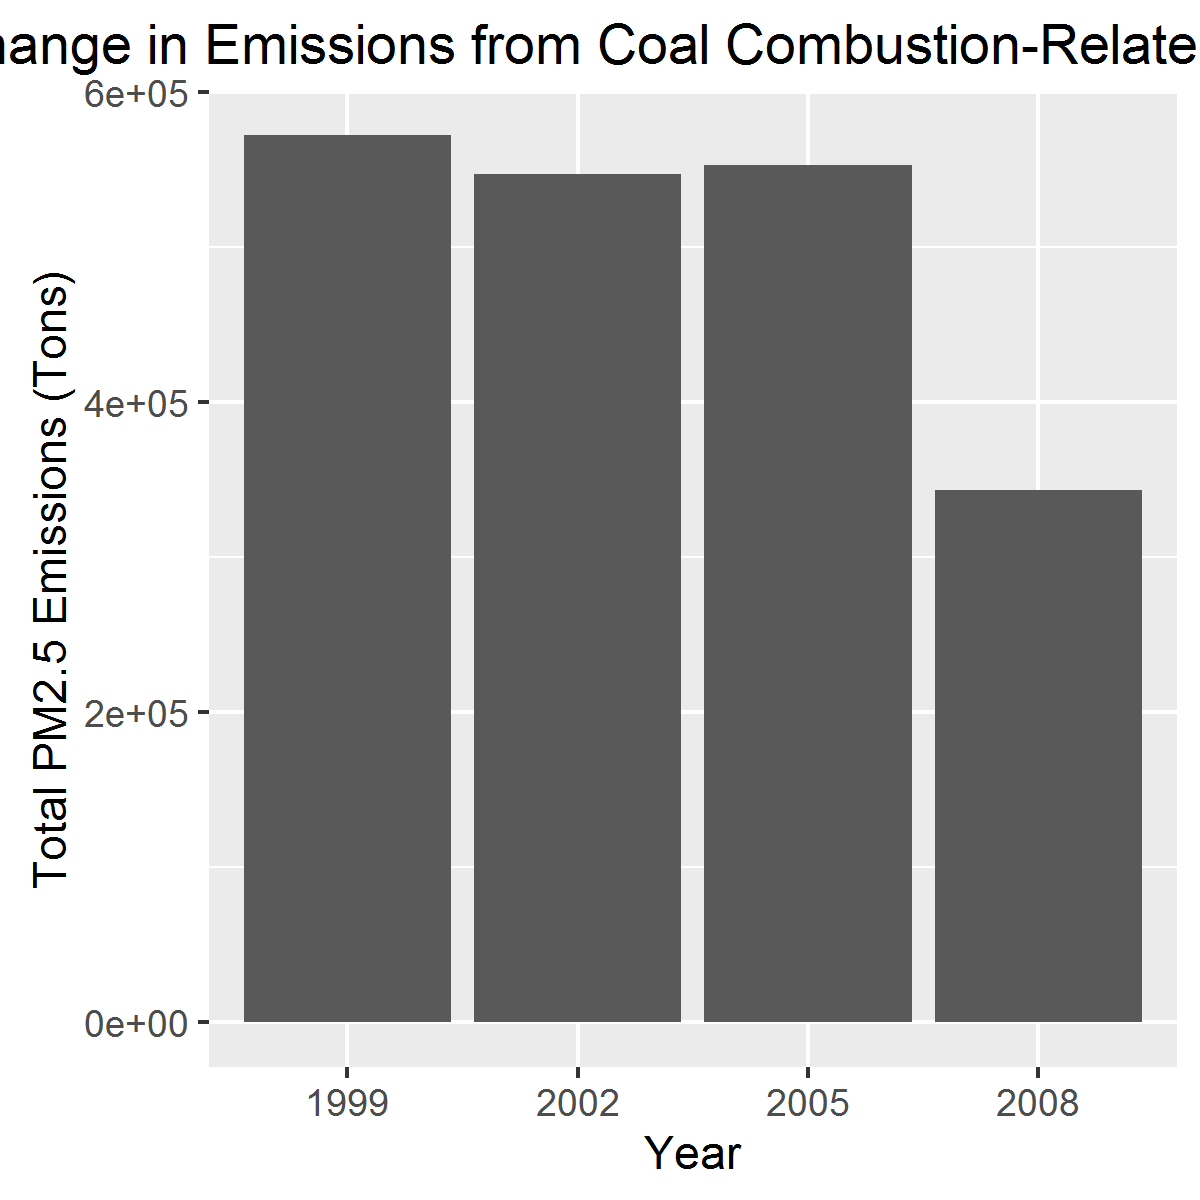 hange in Emissions from Coal Combustion-Relate
Total PM2.5 Emissions (Tons)
6e+05
4e+05
2e+05
0e+00
1999 2002 2005 2008
Year